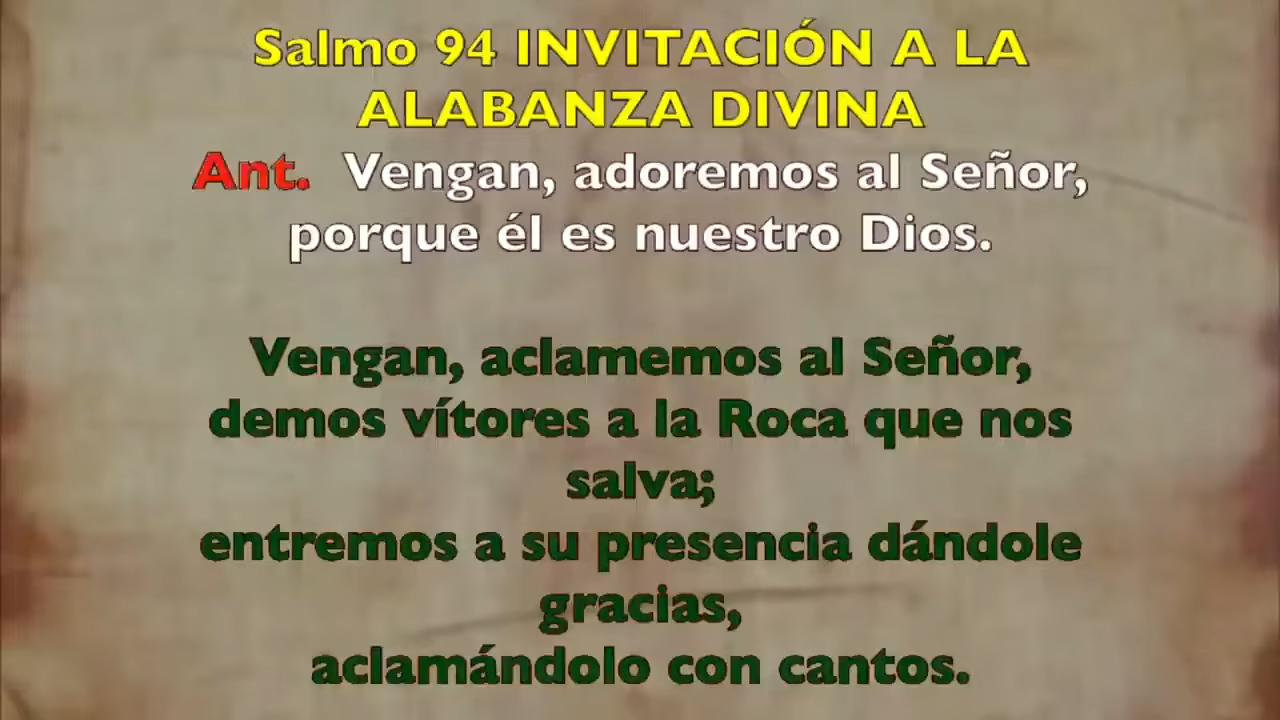 Salmo 94 INVITACIÓN A LA
ALABANZA DIVINA
Ant. Vengan, adoremos al Señor,
porque él es nuestro Dios.
Vengan, aclamemos al Señor,
demos vítores a la Roca que nos
salva;
entremos a su presencia dándole
gracias,
aclamándolo con cantos.